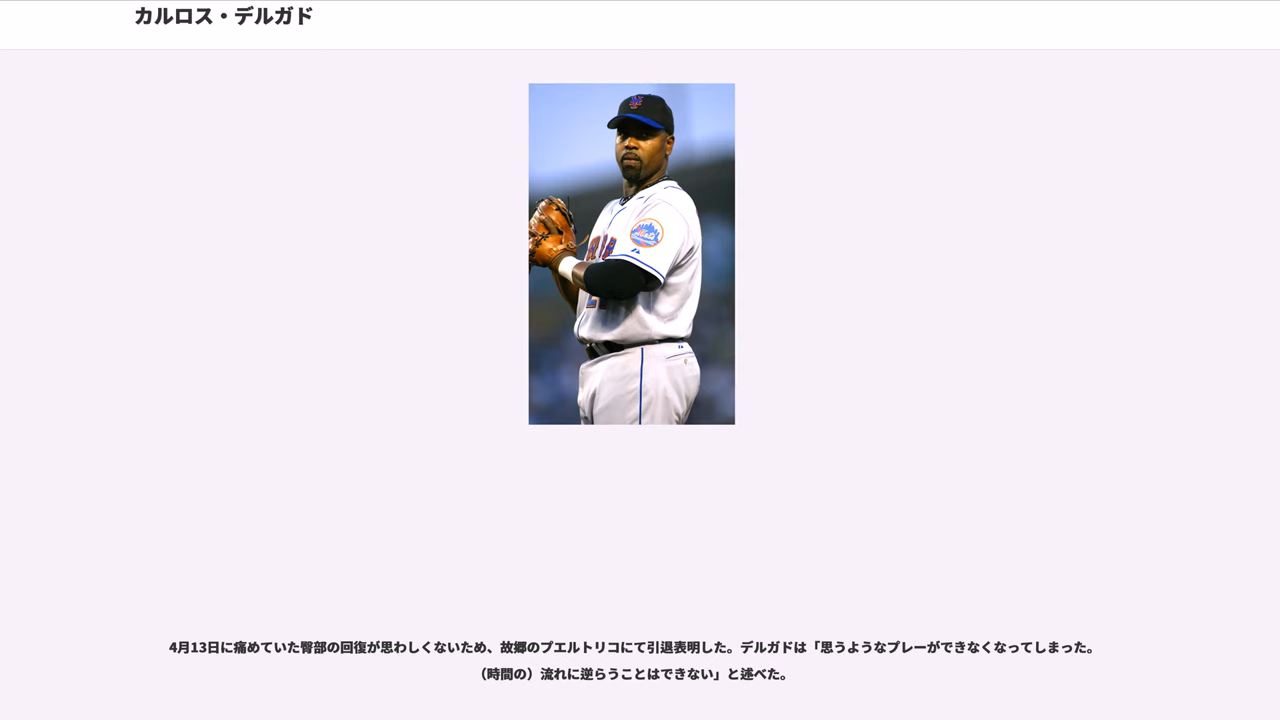 カルロス・デルガド
4月13日に痛めていた臀部の回復が思わしくないため、故郷のプエルトリコにて引退表明した。デルガドは「思うようなプレーができなくなってしまった。
（時間の）流れに逆らうことはできない」と述べた。